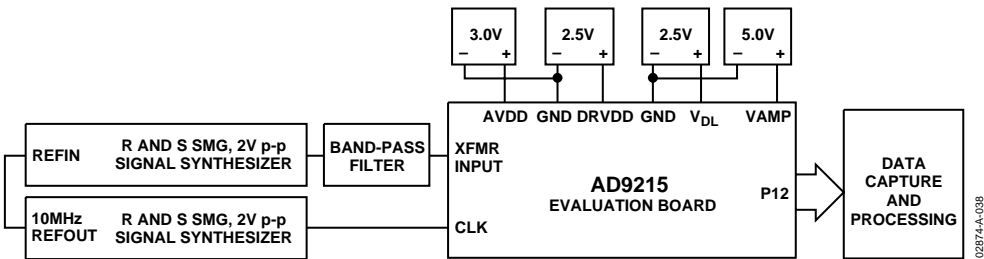 3.0V
– +
2.5V
– +
2.5V
– +
5.0V
– +
AVDD GND DRVDD GND VDL VAMP
REFIN
R AND S SMG, 2V p-p
SIGNAL SYNTHESIZER
BAND-PASS
FILTER
XFMR
INPUT
10MHz
REFOUT
R AND S SMG, 2V p-p
SIGNAL SYNTHESIZER
CLK
AD9215
EVALUATION BOARD
P12
DATA
CAPTURE
AND
PROCESSING
02874-A-038